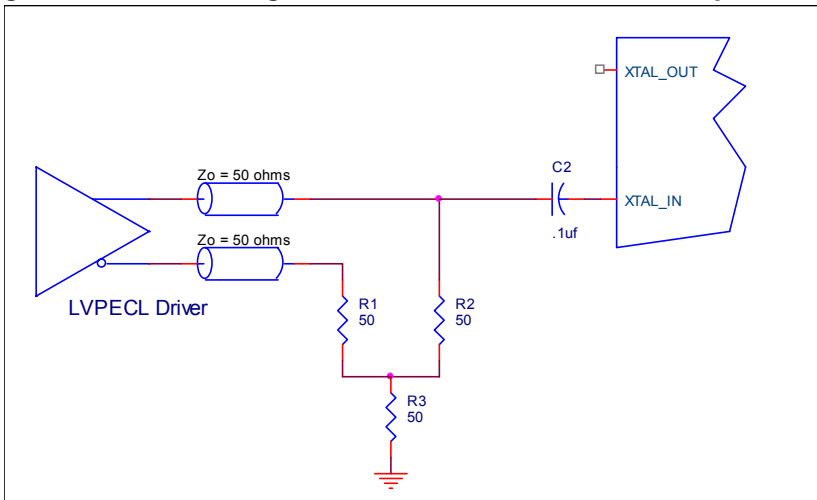 XTAL_OUT
C2
Zo = 50 ohms
XTAL_IN
.1uf
Zo = 50 ohms
LVPECL Driver
R1
50
R2
50
R3
50